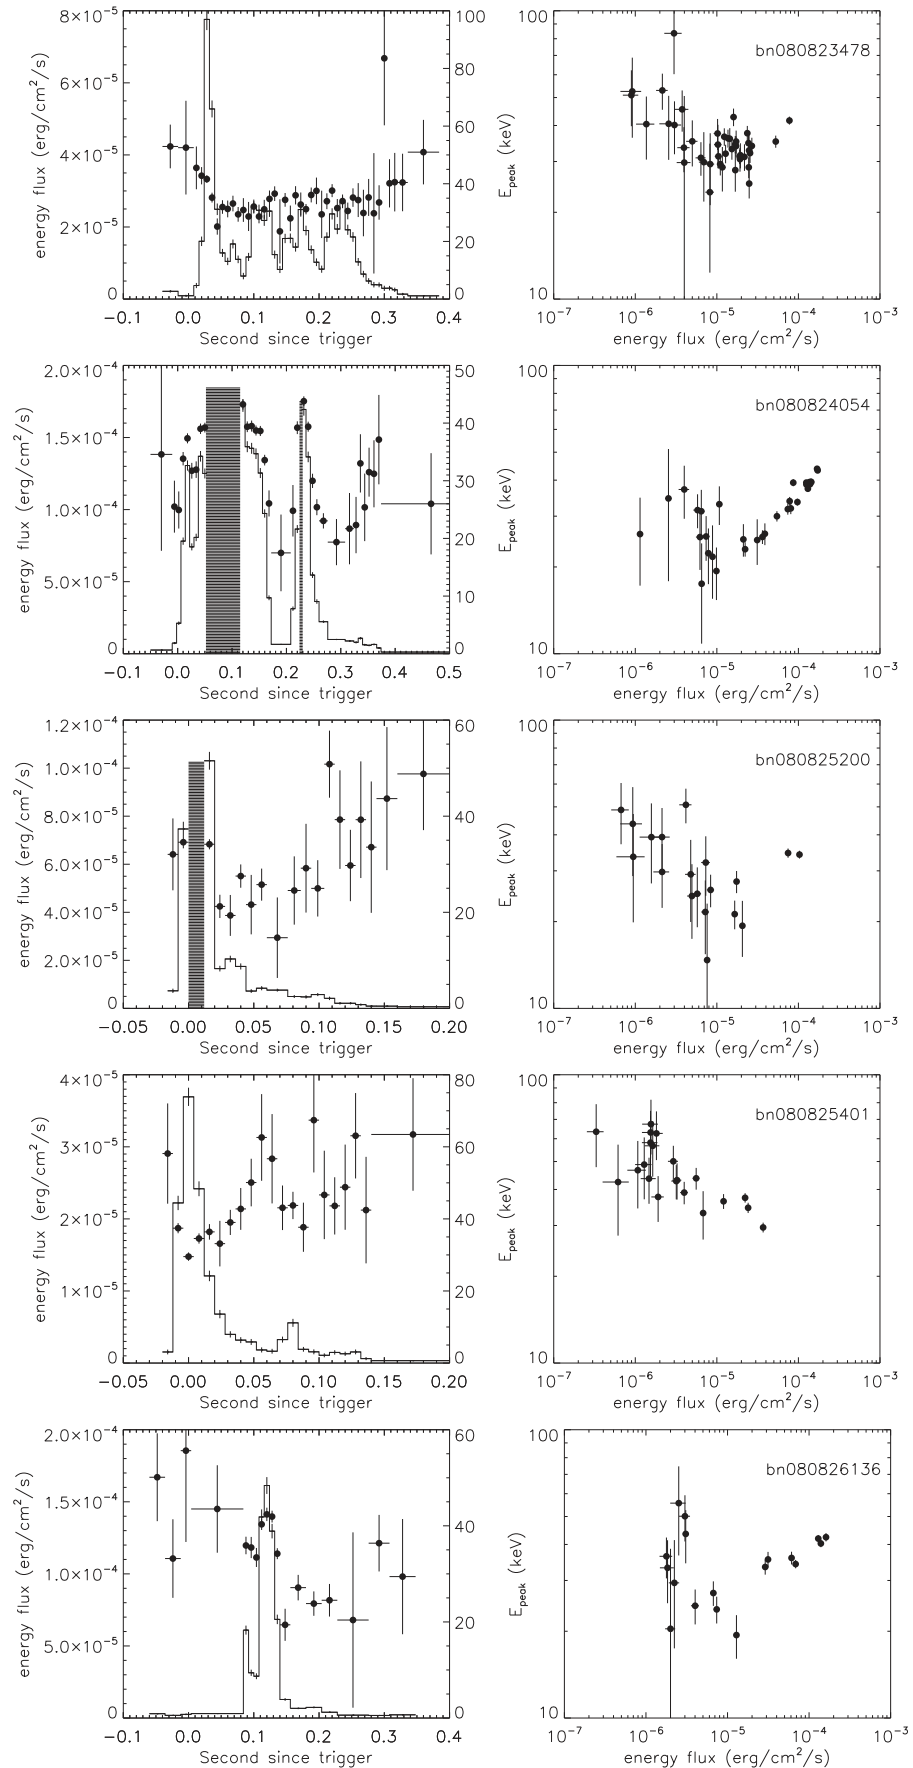 8×10⁻⁵
6×10⁻⁵
4×10⁻⁵
2×10⁻⁵
0
energy flux (erg/cm²/s)
100
80
60
40
20
0
−0.1 0.0 0.1 0.2 0.3 0.4
Second since trigger
100
10
E_peak (keV)
bn080823478
10⁻⁷ 10⁻⁶ 10⁻⁵ 10⁻⁴ 10⁻³
energy flux (erg/cm²/s)
2.0×10⁻⁴
1.5×10⁻⁴
1.0×10⁻⁴
5.0×10⁻⁵
0
energy flux (erg/cm²/s)
50
40
30
20
10
0
−0.1 0.0 0.1 0.2 0.3 0.4 0.5
Second since trigger
100
10
E_peak (keV)
bn080824054
10⁻⁷ 10⁻⁶ 10⁻⁵ 10⁻⁴ 10⁻³
energy flux (erg/cm²/s)
1.2×10⁻⁴
1.0×10⁻⁴
8.0×10⁻⁵
6.0×10⁻⁵
4.0×10⁻⁵
2.0×10⁻⁵
0
energy flux (erg/cm²/s)
60
40
20
0
−0.05 0.00 0.05 0.10 0.15 0.20
Second since trigger
100
10
E_peak (keV)
bn080825200
10⁻⁷ 10⁻⁶ 10⁻⁵ 10⁻⁴ 10⁻³
energy flux (erg/cm²/s)
4×10⁻⁵
3×10⁻⁵
2×10⁻⁵
1×10⁻⁵
0
energy flux (erg/cm²/s)
80
60
40
20
0
−0.05 0.00 0.05 0.10 0.15 0.20
Second since trigger
100
10
E_peak (keV)
bn080825401
10⁻⁷ 10⁻⁶ 10⁻⁵ 10⁻⁴ 10⁻³
energy flux (erg/cm²/s)
2.0×10⁻⁴
1.5×10⁻⁴
1.0×10⁻⁴
5.0×10⁻⁵
0
energy flux (erg/cm²/s)
60
40
20
0
−0.1 0.0 0.1 0.2 0.3 0.4
Second since trigger
100
10
E_peak (keV)
bn080826136
10⁻⁷ 10⁻⁶ 10⁻⁵ 10⁻⁴ 10⁻³
energy flux (erg/cm²/s)